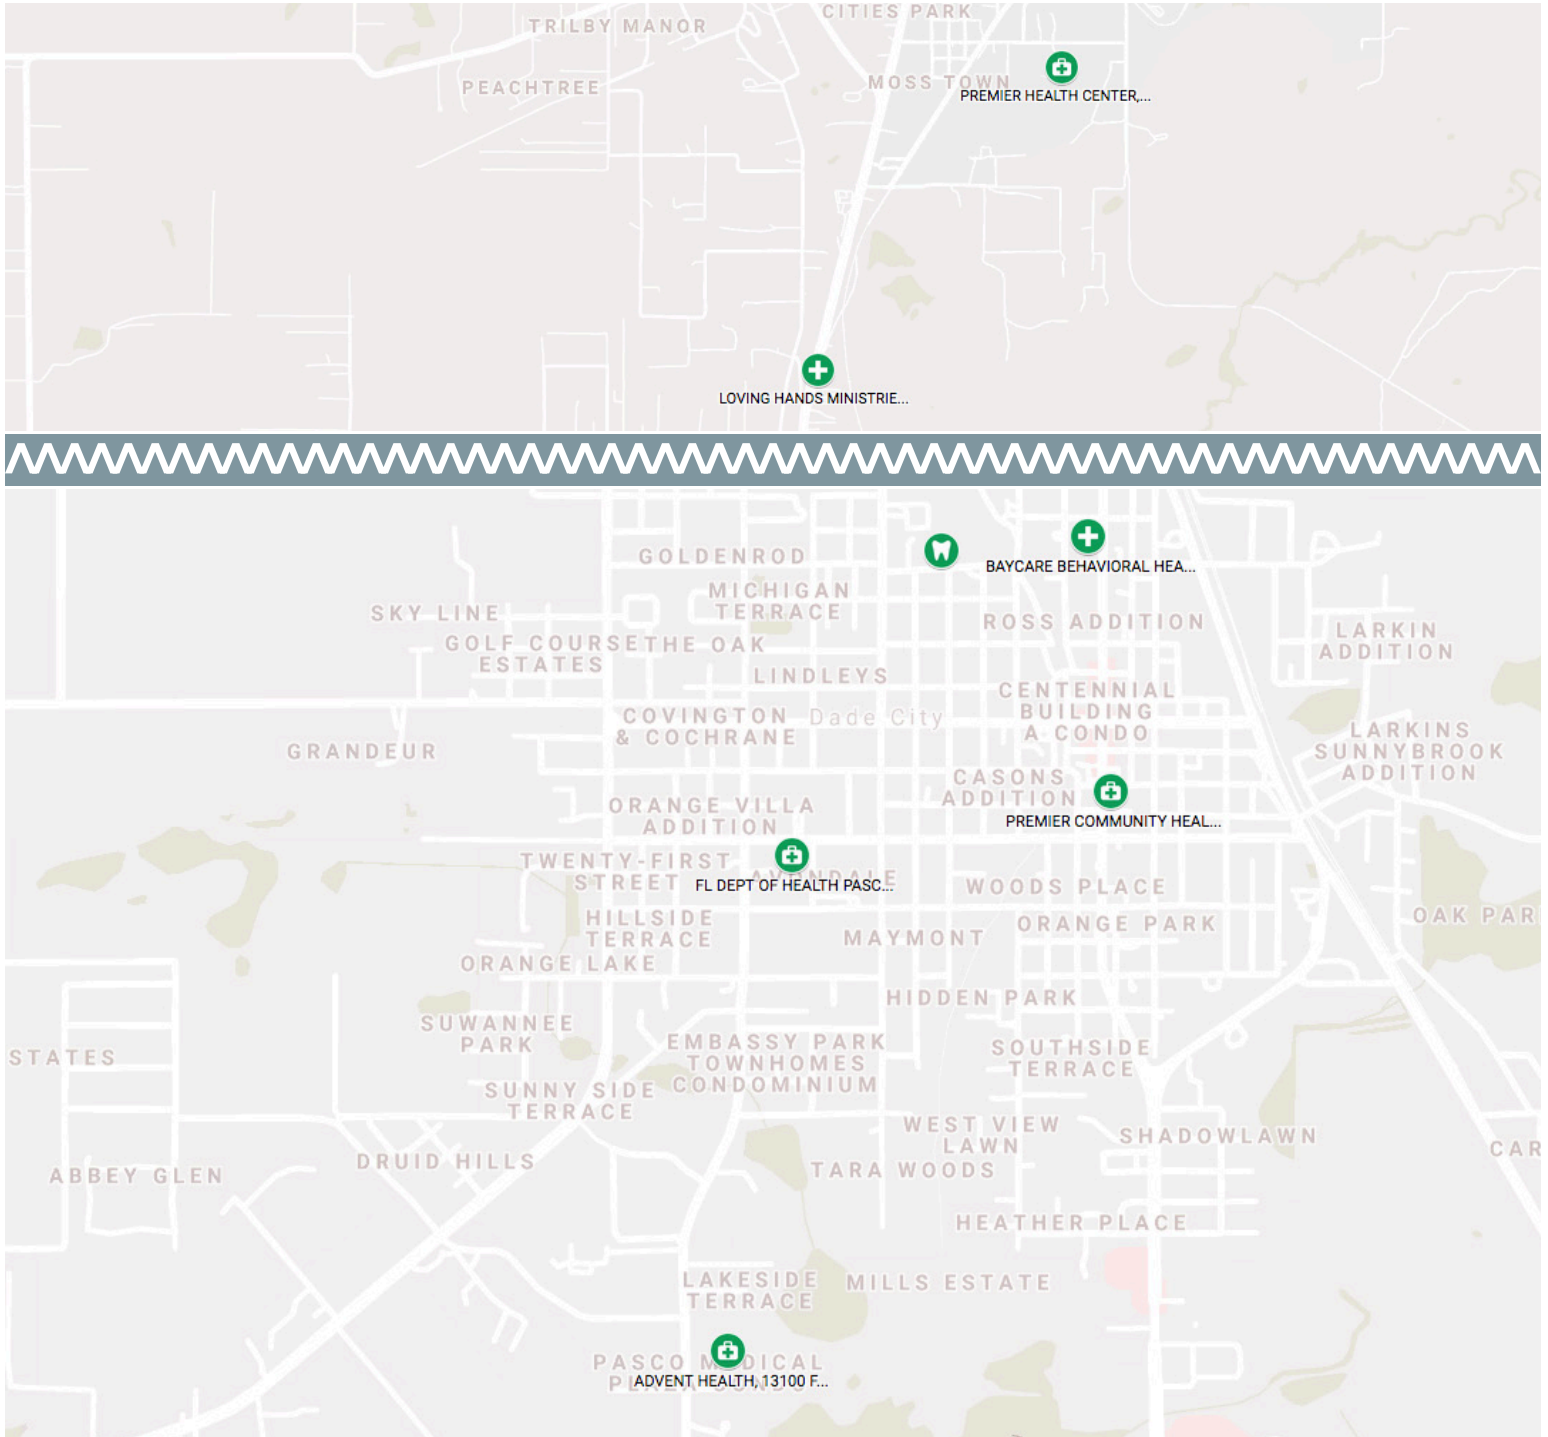 CITIES PARK
TRILBY MANOR
PEACHTREE
MOSS TOWN
PREMIER HEALTH CENTER,...
LOVING HANDS MINISTRIE...
GOLDENROD
BAYCARE BEHAVIORAL HEA...
MICHIGAN
TERRACE
SKY LINE
ROSS ADDITION
GOLF COURSE
ESTATES
THE OAK
LARKIN
ADDITION
LINDLEYS
CENTENNIAL
BUILDING
A CONDO
COVINGTON
& COCHRANE
Dade City
GRANDEUR
LARKINS
SUNNYBROOK
ADDITION
CASONS
ADDITION
ORANGE VILLA
ADDITION
PREMIER COMMUNITY HEAL...
TWENTY-FIRST
STREET
AVONDALE
FL DEPT OF HEALTH PASC...
WOODS PLACE
HILLSIDE
TERRACE
ORANGE PARK
OAK PAR
MAYMONT
ORANGE LAKE
HIDDEN PARK
SUWANNEE
PARK
STATES
EMBASSY PARK
TOWNHOMES
CONDOMINIUM
SOUTHSIDE
TERRACE
SUNNY SIDE
TERRACE
WEST VIEW
LAWN
SHADOWLAWN
CAR
DRUID HILLS
TARA WOODS
ABBEY GLEN
HEATHER PLACE
LAKESIDE
TERRACE
MILLS ESTATE
PASCO MEDICAL
PLAZA CONDO
ADVENT HEALTH, 13100 F...